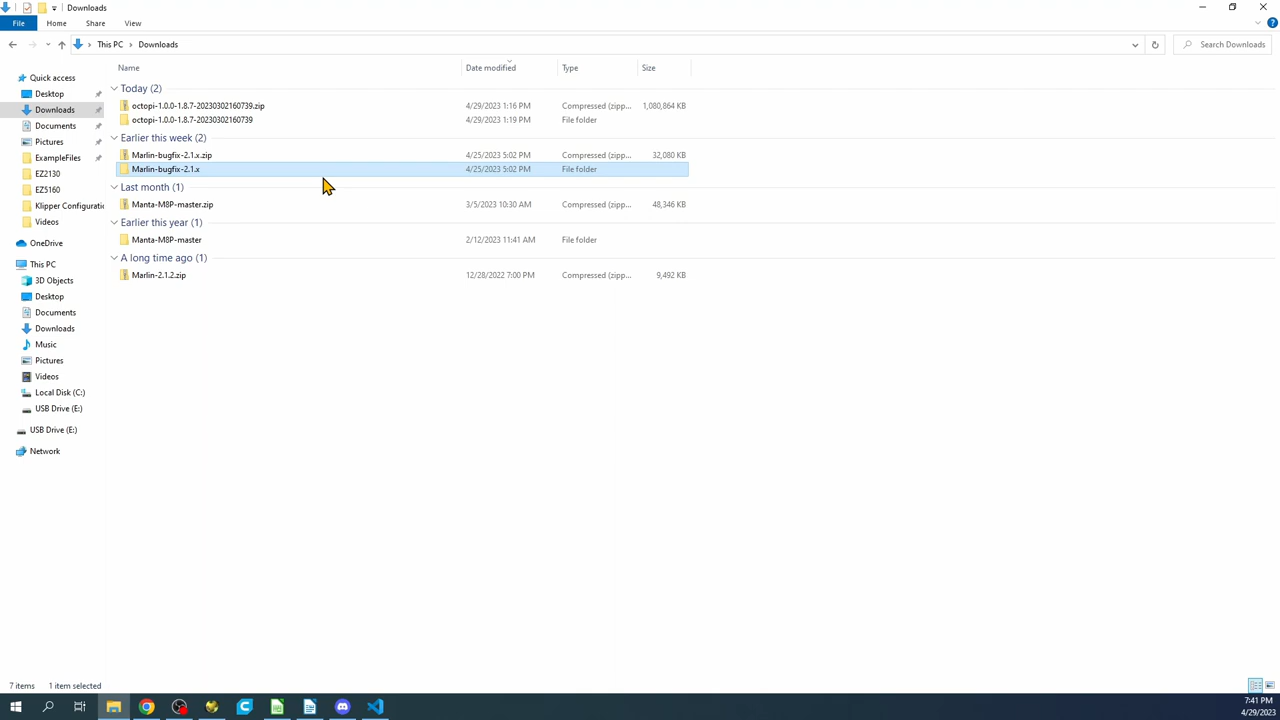 Downloads
File Home Share View
This PC Downloads Search Downloads
Name Date modified Type Size
Quick access
Desktop
Downloads
Documents
Pictures
ExampleFiles
EZ2130
EZ5160
Klipper Configuratio
Videos
OneDrive
This PC
3D Objects
Desktop
Documents
Downloads
Music
Pictures
Videos
Local Disk (C:)
USB Drive (E:)
USB Drive (E:)
Network
Today (2)
octopi-1.0.0-1.8.7-20230302160739.zip 4/29/2023 1:16 PM Compressed (zipp... 1,080,864 KB
octopi-1.0.0-1.8.7-20230302160739 4/29/2023 1:19 PM File folder
Earlier this week (2)
Marlin-bugfix-2.1.x.zip 4/25/2023 5:02 PM Compressed (zipp... 32,080 KB
Marlin-bugfix-2.1.x 4/25/2023 5:02 PM File folder
Last month (1)
Manta-M8P-master.zip 3/5/2023 10:30 AM Compressed (zipp... 48,346 KB
Earlier this year (1)
Manta-M8P-master 2/12/2023 11:41 AM File folder
A long time ago (1)
Marlin-2.1.2.zip 12/28/2022 7:00 PM Compressed (zipp... 9,492 KB
7 items 1 item selected
7:41 PM
4/29/2023